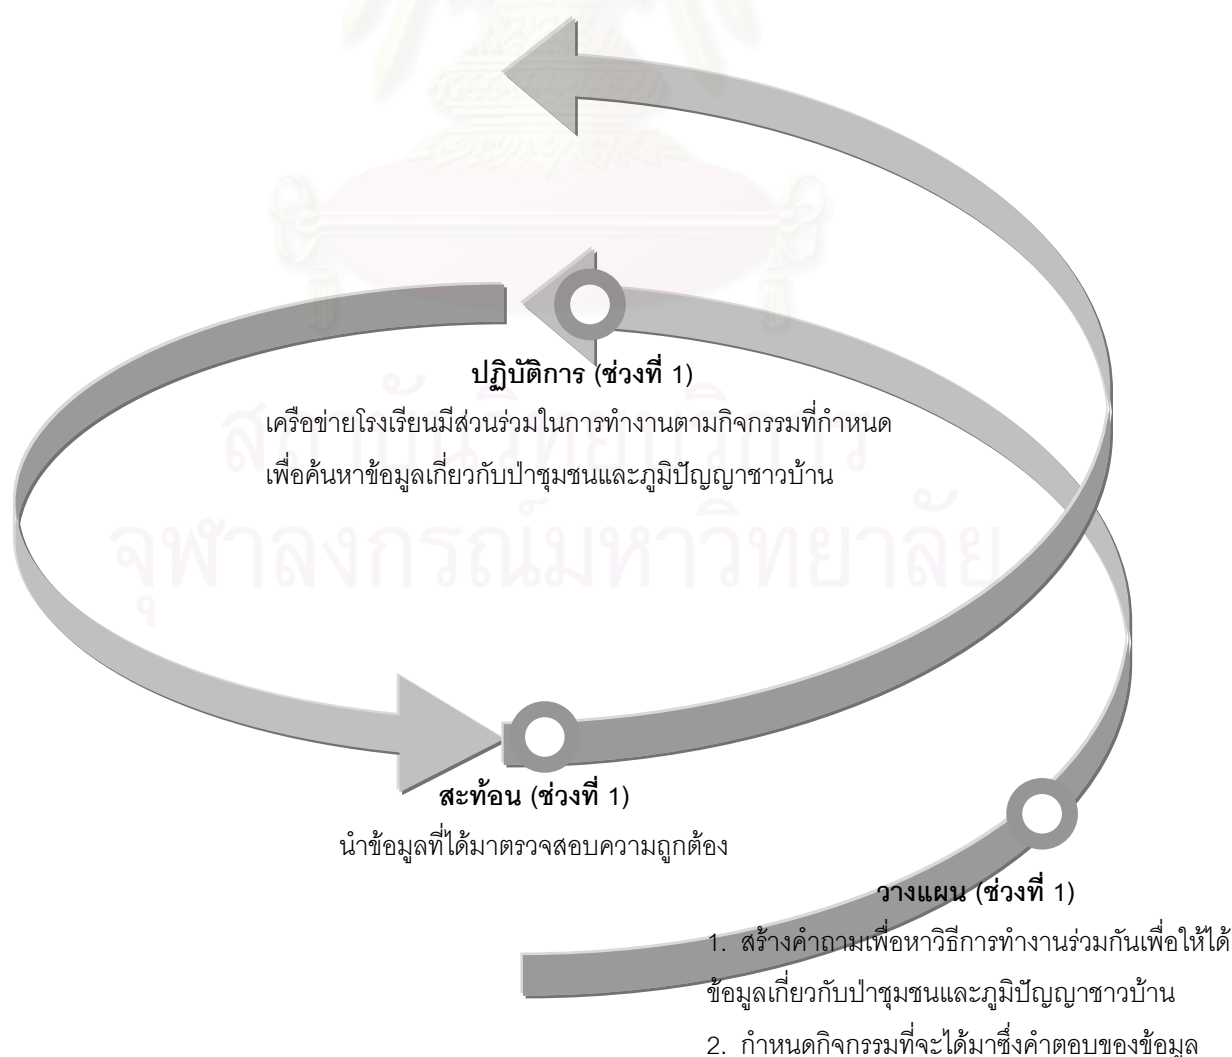 ปฏิบัติการ (ช่วงที่ 1)
เครือข่ายโรงเรียนมีส่วนร่วมในการทำงานตามกิจกรรมที่กำหนด
เพื่อค้นหาข้อมูลเกี่ยวกับป่าชุมชนและภูมิปัญญาชาวบ้าน
สถาบันวิทยบริการ
จุฬาลงกรณ์มหาวิทยาลัย
สะท้อน (ช่วงที่ 1)
นำข้อมูลที่ได้มาตรวจสอบความถูกต้อง
วางแผน (ช่วงที่ 1)
1. สร้างคำถามเพื่อหาวิธีการทำงานร่วมกันเพื่อให้ได้
ข้อมูลเกี่ยวกับป่าชุมชนและภูมิปัญญาชาวบ้าน
2. กำหนดกิจกรรมที่จะได้มาซึ่งคำตอบของข้อมูล